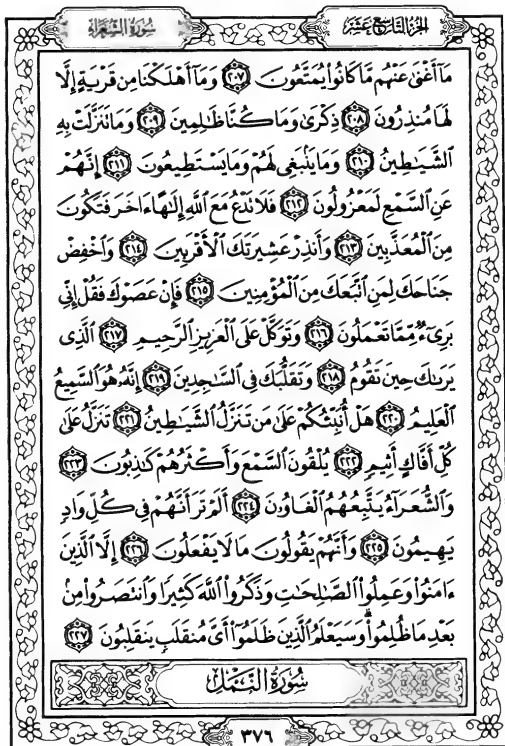 الجزء التاسع عشر
سورة الشعراء
مَآ أَغْنَىٰ عَنْهُم مَّا كَانُوا۟ يُمَتَّعُونَ ٢٠٧ وَمَآ أَهْلَكْنَا مِن قَرْيَةٍ إِلَّا
لَهَا مُنذِرُونَ ٢٠٨ ذِكْرَىٰ وَمَا كُنَّا ظَٰلِمِينَ ٢٠٩ وَمَا تَنَزَّلَتْ بِهِ
ٱلشَّيَٰطِينُ ٢١٠ وَمَا يَنۢبَغِى لَهُمْ وَمَا يَسْتَطِيعُونَ ٢١١ إِنَّهُمْ
عَنِ ٱلسَّمْعِ لَمَعْزُولُونَ ٢١٢ فَلَا تَدْعُ مَعَ ٱللَّهِ إِلَٰهًا ءَاخَرَ فَتَكُونَ
مِنَ ٱلْمُعَذَّبِينَ ٢١٣ وَأَنذِرْ عَشِيرَتَكَ ٱلْأَقْرَبِينَ ٢١٤ وَٱخْفِضْ
جَنَاحَكَ لِمَنِ ٱتَّبَعَكَ مِنَ ٱلْمُؤْمِنِينَ ٢١٥ فَإِنْ عَصَوْكَ فَقُلْ إِنِّى
بَرِىٓءٌ مِّمَّا تَعْمَلُونَ ٢١٦ وَتَوَكَّلْ عَلَى ٱلْعَزِيزِ ٱلرَّحِيمِ ٢١٧ ٱلَّذِى
يَرَىٰكَ حِينَ تَقُومُ ٢١٨ وَتَقَلُّبَكَ فِى ٱلسَّٰجِدِينَ ٢١٩ إِنَّهُۥ هُوَ ٱلسَّمِيعُ
ٱلْعَلِيمُ ٢٢٠ هَلْ أُنَبِّئُكُمْ عَلَىٰ مَن تَنَزَّلُ ٱلشَّيَٰطِينُ ٢٢١ تَنَزَّلُ عَلَىٰ
كُلِّ أَفَّاكٍ أَثِيمٍ ٢٢٢ يُلْقُونَ ٱلسَّمْعَ وَأَكْثَرُهُمْ كَٰذِبُونَ ٢٢٣
وَٱلشُّعَرَآءُ يَتَّبِعُهُمُ ٱلْغَاوُۥنَ ٢٢٤ أَلَمْ تَرَ أَنَّهُمْ فِى كُلِّ وَادٍ
يَهِيمُونَ ٢٢٥ وَأَنَّهُمْ يَقُولُونَ مَا لَا يَفْعَلُونَ ٢٢٦ إِلَّا ٱلَّذِينَ
ءَامَنُوا۟ وَعَمِلُوا۟ ٱلصَّٰلِحَٰتِ وَذَكَرُوا۟ ٱللَّهَ كَثِيرًا وَٱنتَصَرُوا۟ مِنۢ
بَعْدِ مَا ظُلِمُوا۟ ۗ وَسَيَعْلَمُ ٱلَّذِينَ ظَلَمُوٓا۟ أَىَّ مُنقَلَبٍ يَنقَلِبُونَ ٢٢٧
سُورَةُ النَّمْلِ
٣٧٦